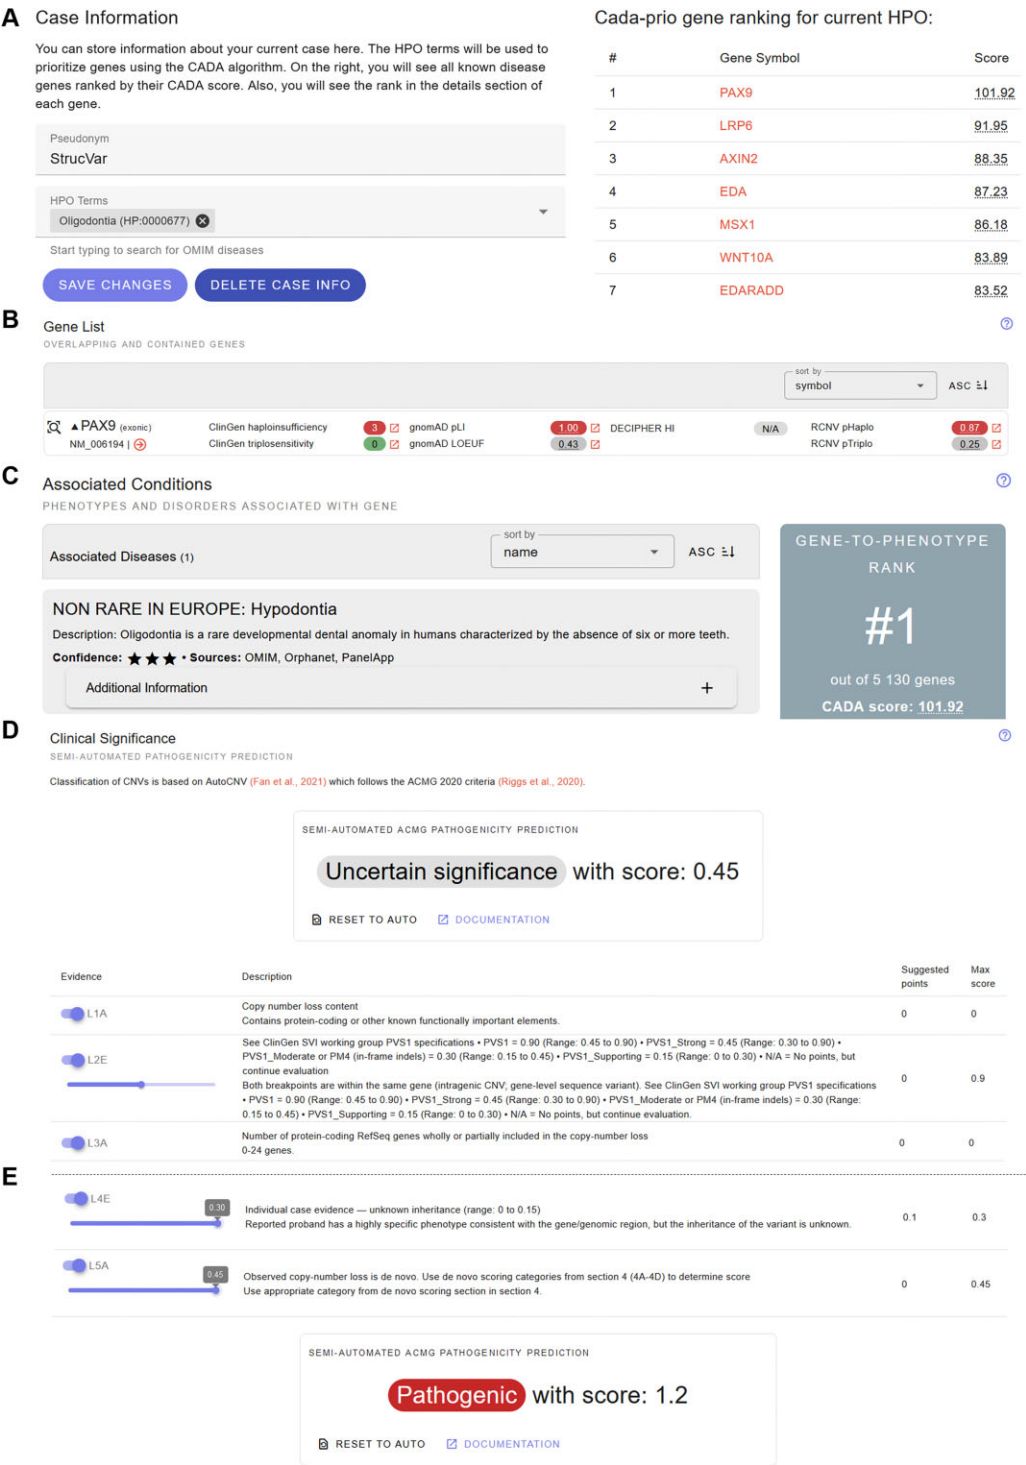 A Case Information
You can store information about your current case here. The HPO terms will be used to
prioritize genes using the CADA algorithm. On the right, you will see all known disease
genes ranked by their CADA score. Also, you will see the rank in the details section of
each gene.
Pseudonym
StrucVar
HPO Terms
Oligodontia (HP:0000677)
Start typing to search for OMIM diseases
SAVE CHANGES DELETE CASE INFO
Cada-prio gene ranking for current HPO:
# Gene Symbol Score
1 PAX9 101.92
2 LRP6 91.95
3 AXIN2 88.35
4 EDA 87.23
5 MSX1 86.18
6 WNT10A 83.89
7 EDARADD 83.52
B Gene List
OVERLAPPING AND CONTAINED GENES
sort by
symbol ASC
PAX9 (exonic) ClinGen haploinsufficiency 3 gnomAD pLI 1.00 DECIPHER HI N/A RCNV pHaplo 0.87
NM_006194 | ClinGen triplosensitivity 0 gnomAD LOEUF 0.43 RCNV pTriplo 0.25
C Associated Conditions
PHENOTYPES AND DISORDERS ASSOCIATED WITH GENE
Associated Diseases (1)
sort by
name ASC
NON RARE IN EUROPE: Hypodontia
Description: Oligodontia is a rare developmental dental anomaly in humans characterized by the absence of six or more teeth.
Confidence: ★ ★ ★ • Sources: OMIM, Orphanet, PanelApp
Additional Information +
GENE-TO-PHENOTYPE
RANK
#1
out of 5 130 genes
CADA score: 101.92
D Clinical Significance
SEMI-AUTOMATED PATHOGENICITY PREDICTION
Classification of CNVs is based on AutoCNV (Fan et al., 2021) which follows the ACMG 2020 criteria (Riggs et al., 2020).
SEMI-AUTOMATED ACMG PATHOGENICITY PREDICTION
Uncertain significance with score: 0.45
RESET TO AUTO DOCUMENTATION
Evidence Description Suggested points Max score
L1A Copy number loss content 0 0
Contains protein-coding or other known functionally important elements.
L2E See ClinGen SVI working group PVS1 specifications • PVS1 = 0.90 (Range: 0.45 to 0.90) • PVS1_Strong = 0.45 (Range: 0.30 to 0.90) •
PVS1_Moderate or PM4 (in-frame indels) = 0.30 (Range: 0.15 to 0.45) • PVS1_Supporting = 0.15 (Range: 0 to 0.30) • N/A = No points, but
continue evaluation
Both breakpoints are within the same gene (intragenic CNV; gene-level sequence variant). See ClinGen SVI working group PVS1 specifications 0 0.9
• PVS1 = 0.90 (Range: 0.45 to 0.90) • PVS1_Strong = 0.45 (Range: 0.30 to 0.90) • PVS1_Moderate or PM4 (in-frame indels) = 0.30 (Range:
0.15 to 0.45) • PVS1_Supporting = 0.15 (Range: 0 to 0.30) • N/A = No points, but continue evaluation.
L3A Number of protein-coding RefSeq genes wholly or partially included in the copy-number loss 0 0
0-24 genes.
E
L4E 0.30 Individual case evidence — unknown inheritance (range: 0 to 0.15) 0.1 0.3
Reported proband has a highly specific phenotype consistent with the gene/genomic region, but the inheritance of the variant is unknown.
L5A 0.45 Observed copy-number loss is de novo. Use de novo scoring categories from section 4 (4A-4D) to determine score 0 0.45
Use appropriate category from de novo scoring section in section 4.
SEMI-AUTOMATED ACMG PATHOGENICITY PREDICTION
Pathogenic with score: 1.2
RESET TO AUTO DOCUMENTATION